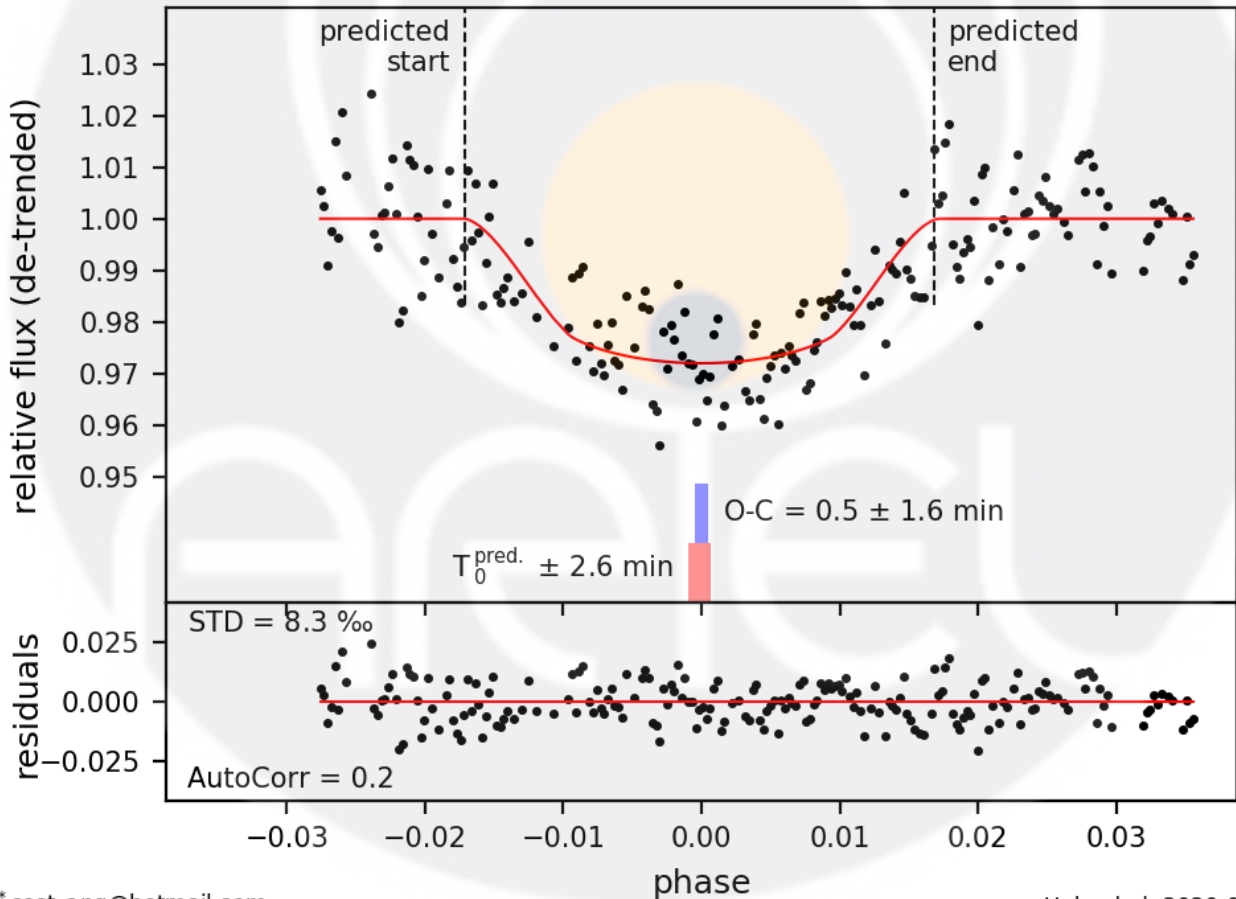 predicted
start
predicted
end
1.03
1.02
1.01
1.00
0.99
0.98
0.97
0.96
0.95
relative flux (de-trended)
O-C = 0.5 ± 1.6 min
T₀^pred. ± 2.6 min
STD = 8.3 ‰
0.025
0.000
−0.025
residuals
AutoCorr = 0.2
−0.03 −0.02 −0.01 0.00 0.01 0.02 0.03
phase
ariel